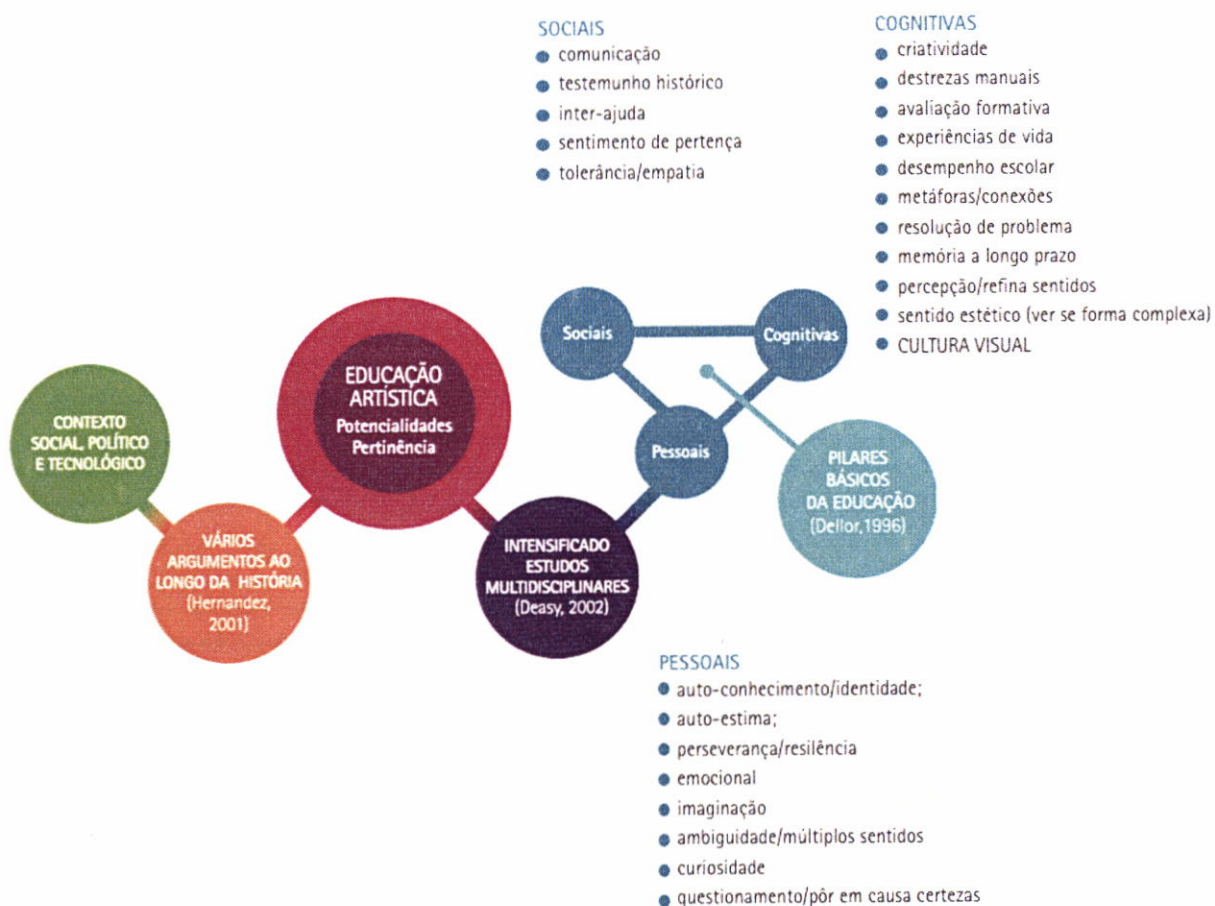 SOCIAIS
comunicação
testemunho histórico
inter-ajuda
sentimento de pertença
tolerância/empatia
COGNITIVAS
criatividade
destrezas manuais
avaliação formativa
experiências de vida
desempenho escolar
metáforas/conexões
resolução de problema
memória a longo prazo
percepção/refina sentidos
sentido estético (ver se forma complexa)
CULTURA VISUAL
CONTEXTO
SOCIAL, POLÍTICO
E TECNOLÓGICO
VÁRIOS
ARGUMENTOS AO
LONGO DA HISTÓRIA
(Hernandez,
2001)
EDUCAÇÃO
ARTÍSTICA
Potencialidades
Pertinência
INTENSIFICADO
ESTUDOS
MULTIDISCIPLINARES
(Deasy, 2002)
Sociais
Cognitivas
Pessoais
PILARES
BÁSICOS
DA EDUCAÇÃO
(Dellor,1996)
PESSOAIS
auto-conhecimento/identidade;
auto-estima;
perseverança/resilência
emocional
imaginação
ambiguidade/múltiplos sentidos
curiosidade
questionamento/pôr em causa certezas